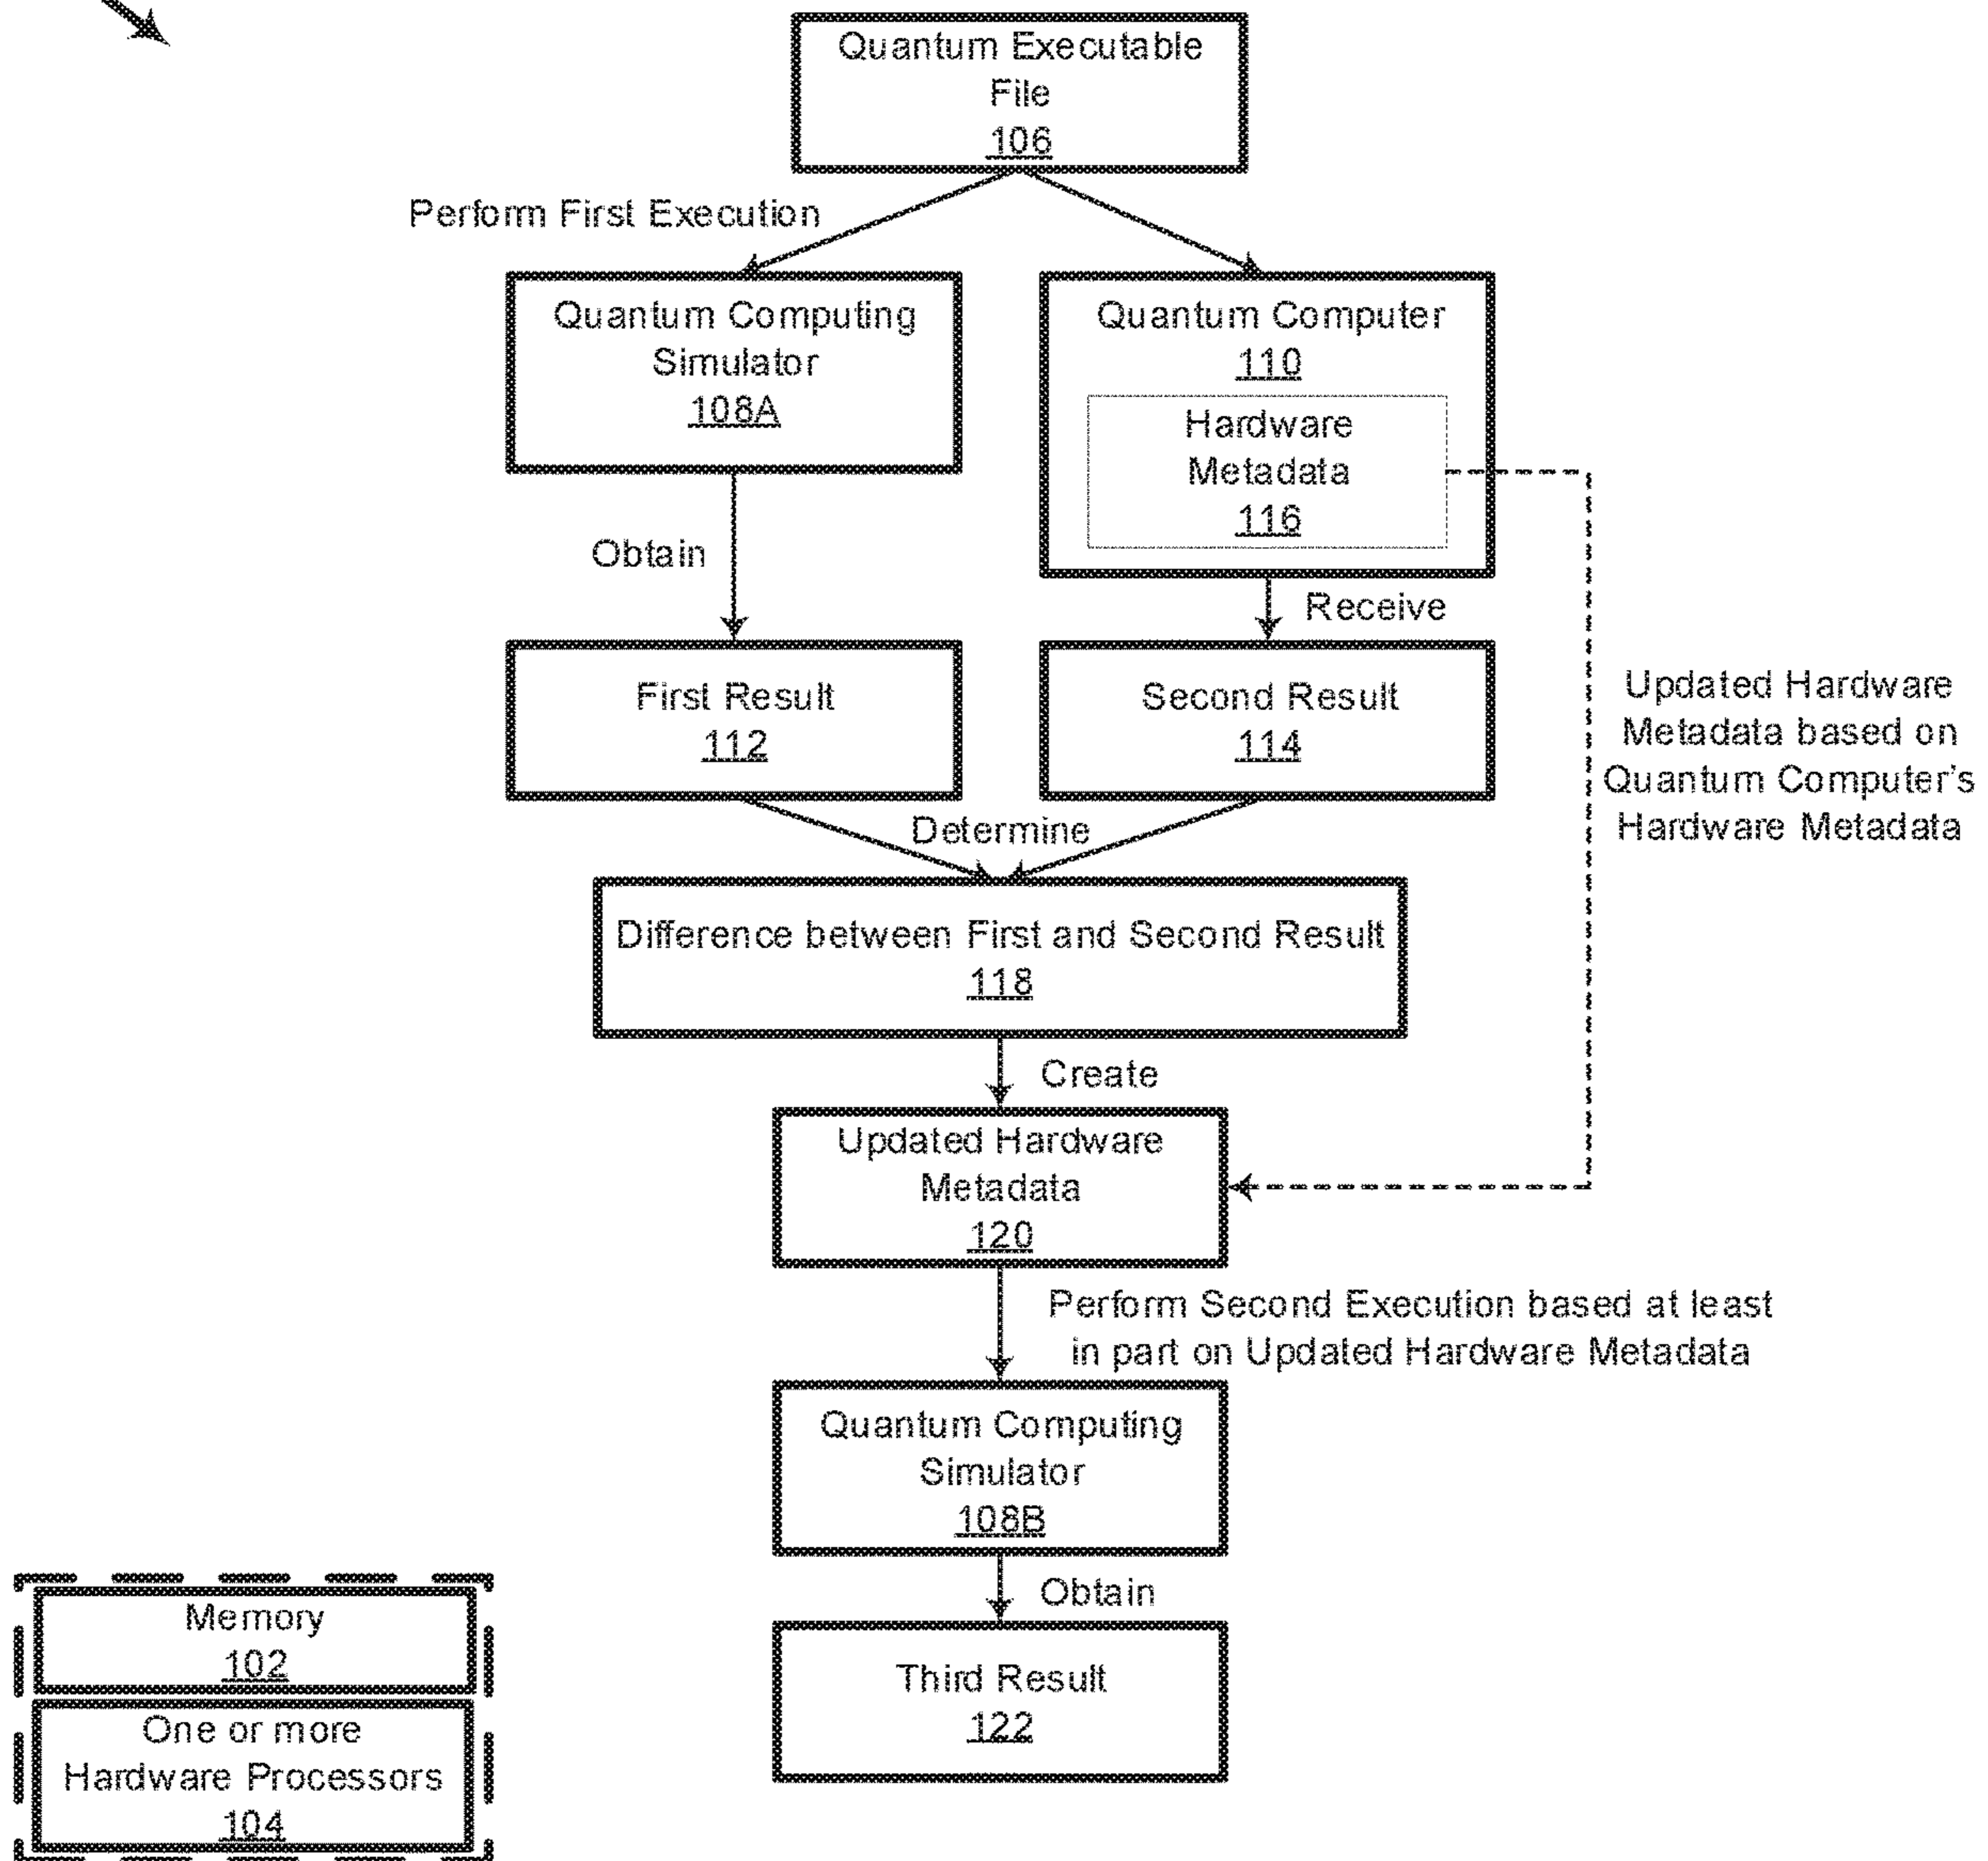 Quantum Executable
File
106
Perform First Execution
Quantum Computing
Simulator
108A
Quantum Computer
110
Hardware
Metadata
116
Obtain
Receive
First Result
112
Second Result
114
Updated Hardware
Metadata based on
Quantum Computer's
Hardware Metadata
Determine
Difference between First and Second Result
118
Create
Updated Hardware
Metadata
120
Perform Second Execution based at least
in part on Updated Hardware Metadata
Quantum Computing
Simulator
108B
Obtain
Third Result
122
Memory
102
One or more
Hardware Processors
104